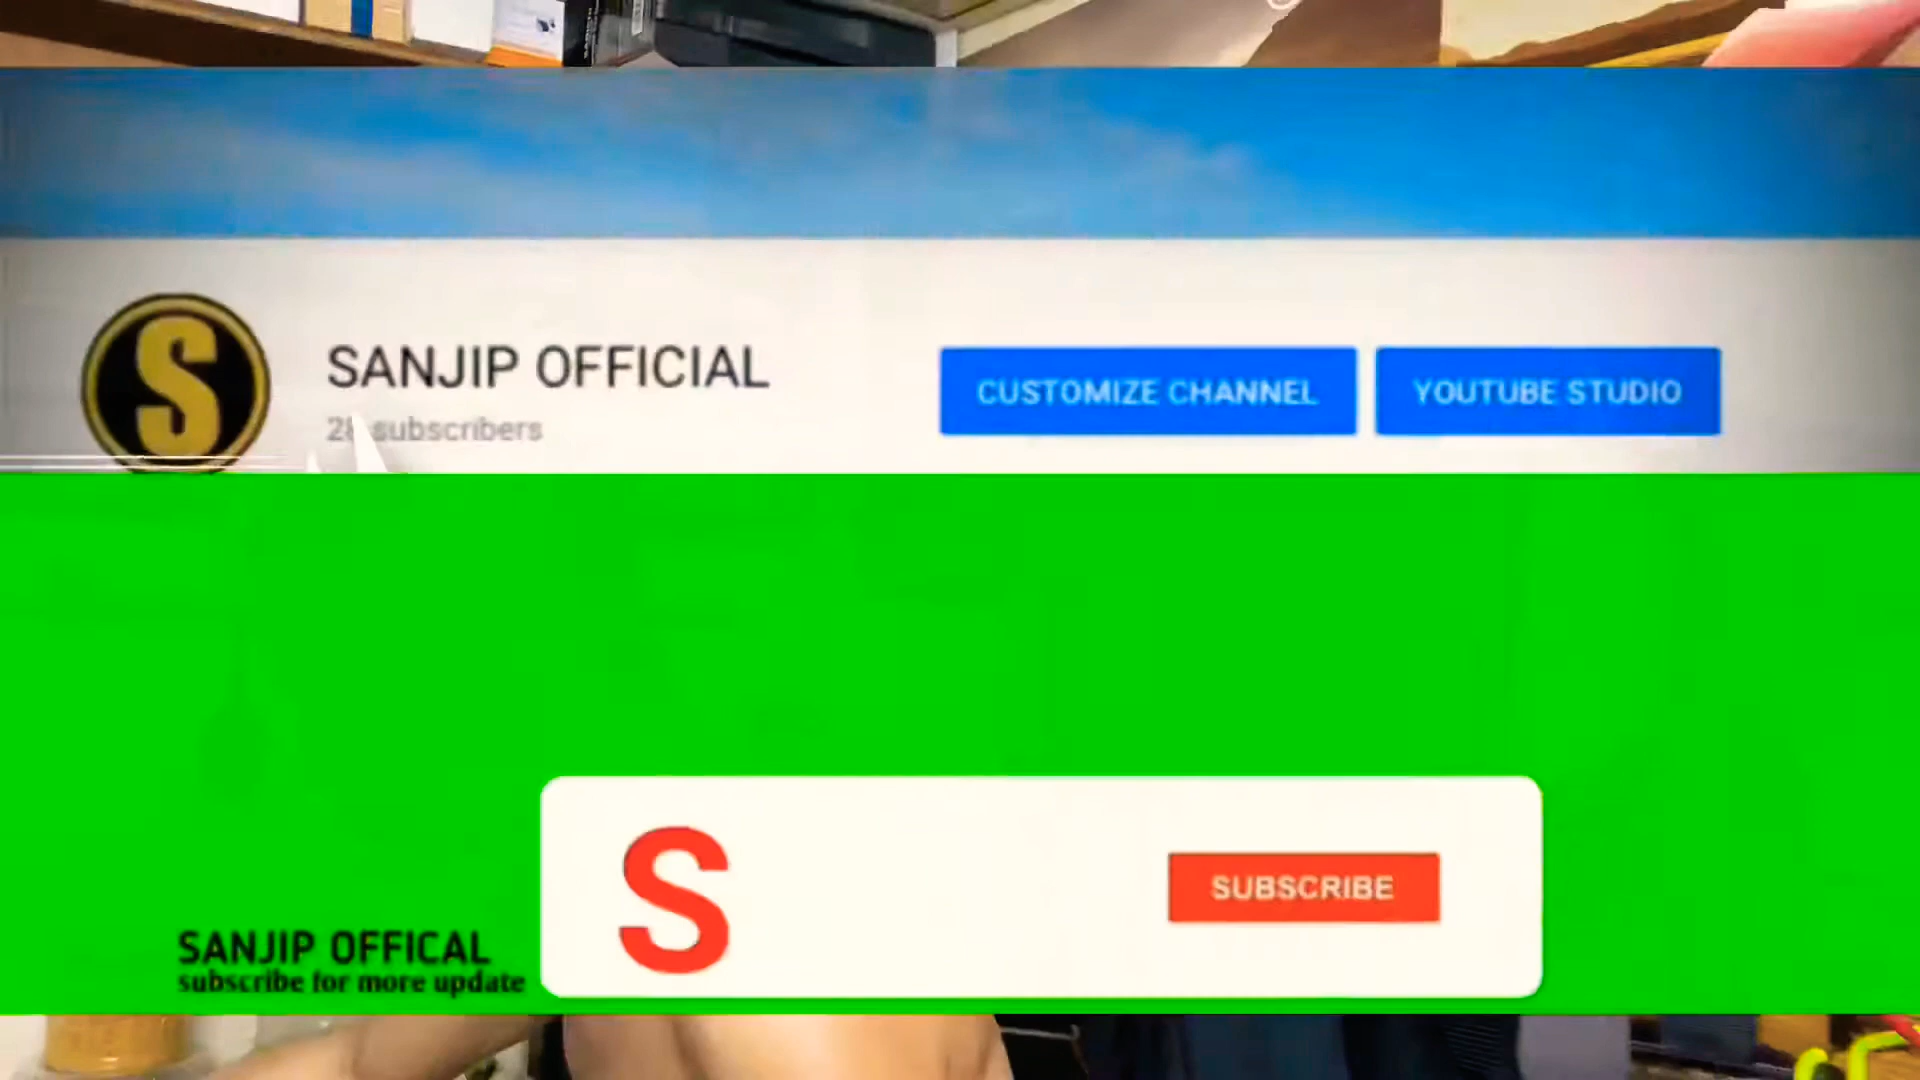 S
SANJIP OFFICIAL
subscribers
CUSTOMIZE CHANNEL
YOUTUBE STUDIO
S
SUBSCRIBE
SANJIP OFFICAL
subscribe for more update